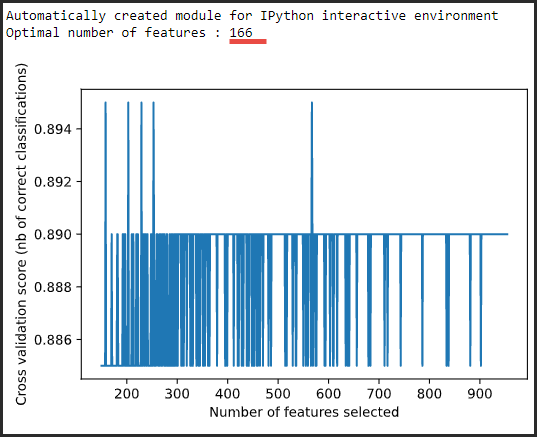 Automatically created module for IPython interactive environment
Optimal number of features : 166
Cross validation score (nb of correct classifications)
0.894
0.892
0.890
0.888
0.886
200 300 400 500 600 700 800 900
Number of features selected